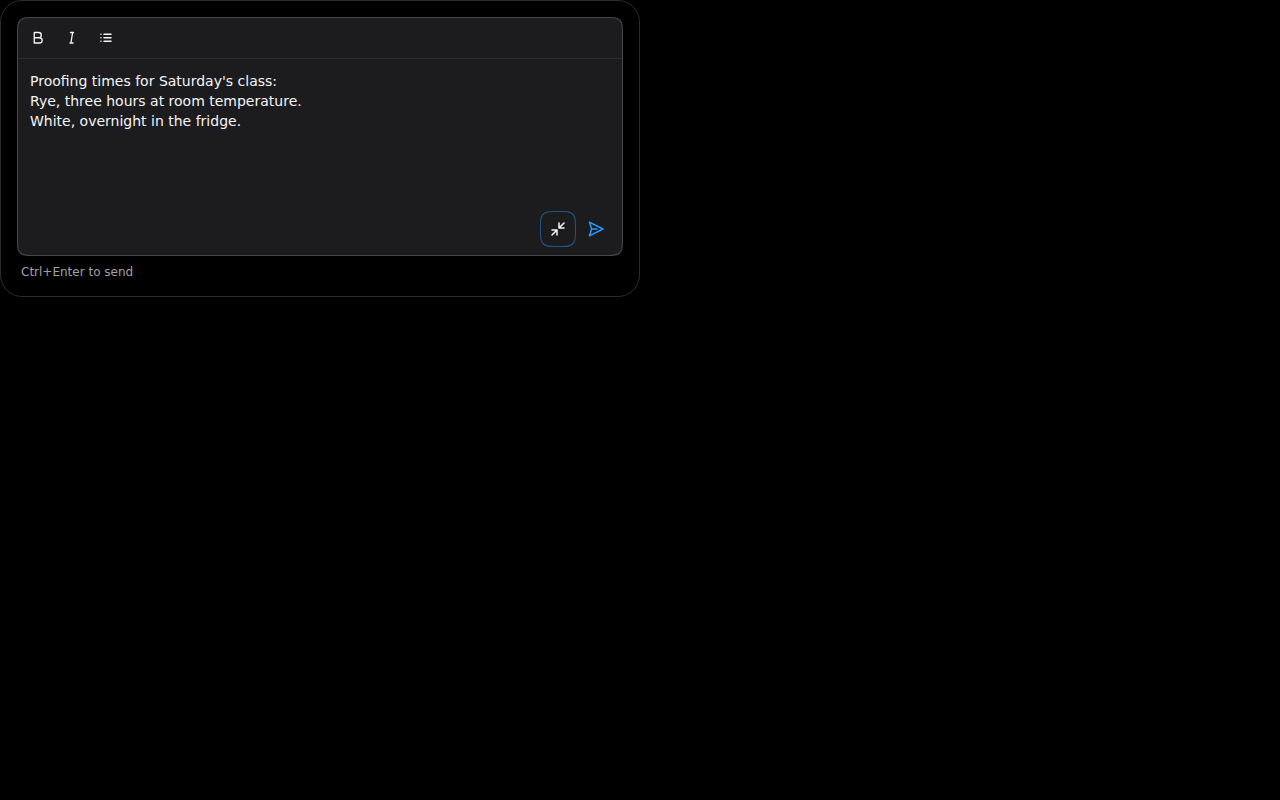 Proofing times for Saturday's class:
Rye, three hours at room temperature.
White, overnight in the fridge.
Ctrl+Enter to send